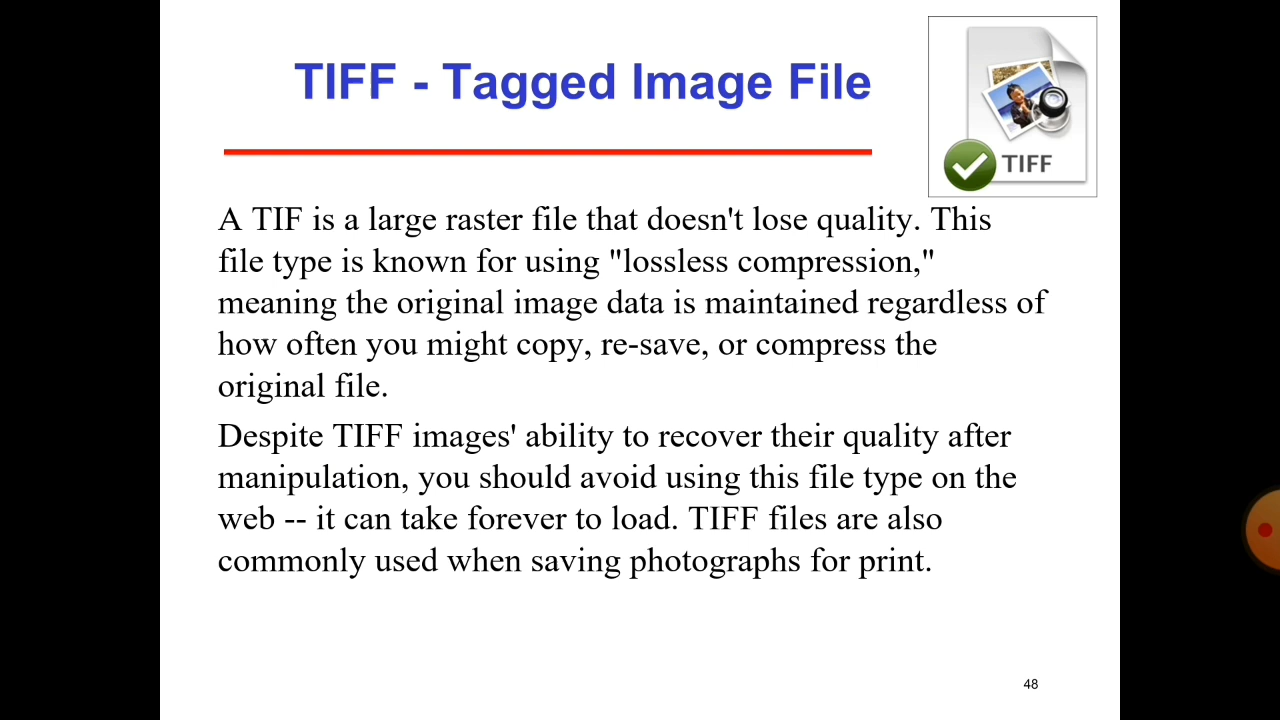 TIFF - Tagged Image File
TIFF
A TIF is a large raster file that doesn't lose quality. This
file type is known for using "lossless compression,"
meaning the original image data is maintained regardless of
how often you might copy, re-save, or compress the
original file.
Despite TIFF images' ability to recover their quality after
manipulation, you should avoid using this file type on the
web -- it can take forever to load. TIFF files are also
commonly used when saving photographs for print.
48